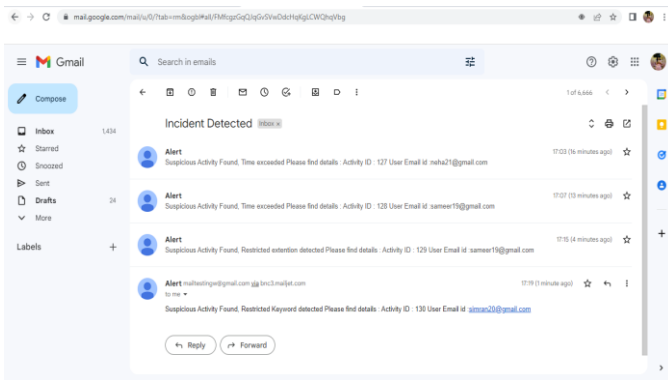 mail.google.com/mail/u/0/?tab=rm&ogbl#all/FMfcgzGqQJqGvSVwDdcHqKgLCWQhqVbg
Gmail
Search in emails
Compose
1 of 6,666
Inbox 1,434
Starred
Snoozed
Sent
Drafts 24
More
Labels
Incident Detected Inbox x
Alert 17:03 (16 minutes ago)
Suspicious Activity Found, Time exceeded Please find details : Activity ID : 127 User Email id :neha21@gmail.com
Alert 17:07 (13 minutes ago)
Suspicious Activity Found, Time exceeded Please find details : Activity ID : 128 User Email id :sameer19@gmail.com
Alert 17:15 (4 minutes ago)
Suspicious Activity Found, Restricted extention detected Please find details : Activity ID : 129 User Email id :sameer19@gmail.com
Alert mailtestingw@gmail.com via bnc3.mailjet.com 17:19 (1 minute ago)
to me
Suspicious Activity Found, Restricted Keyword detected Please find details : Activity ID : 130 User Email id :simran20@gmail.com
Reply
Forward